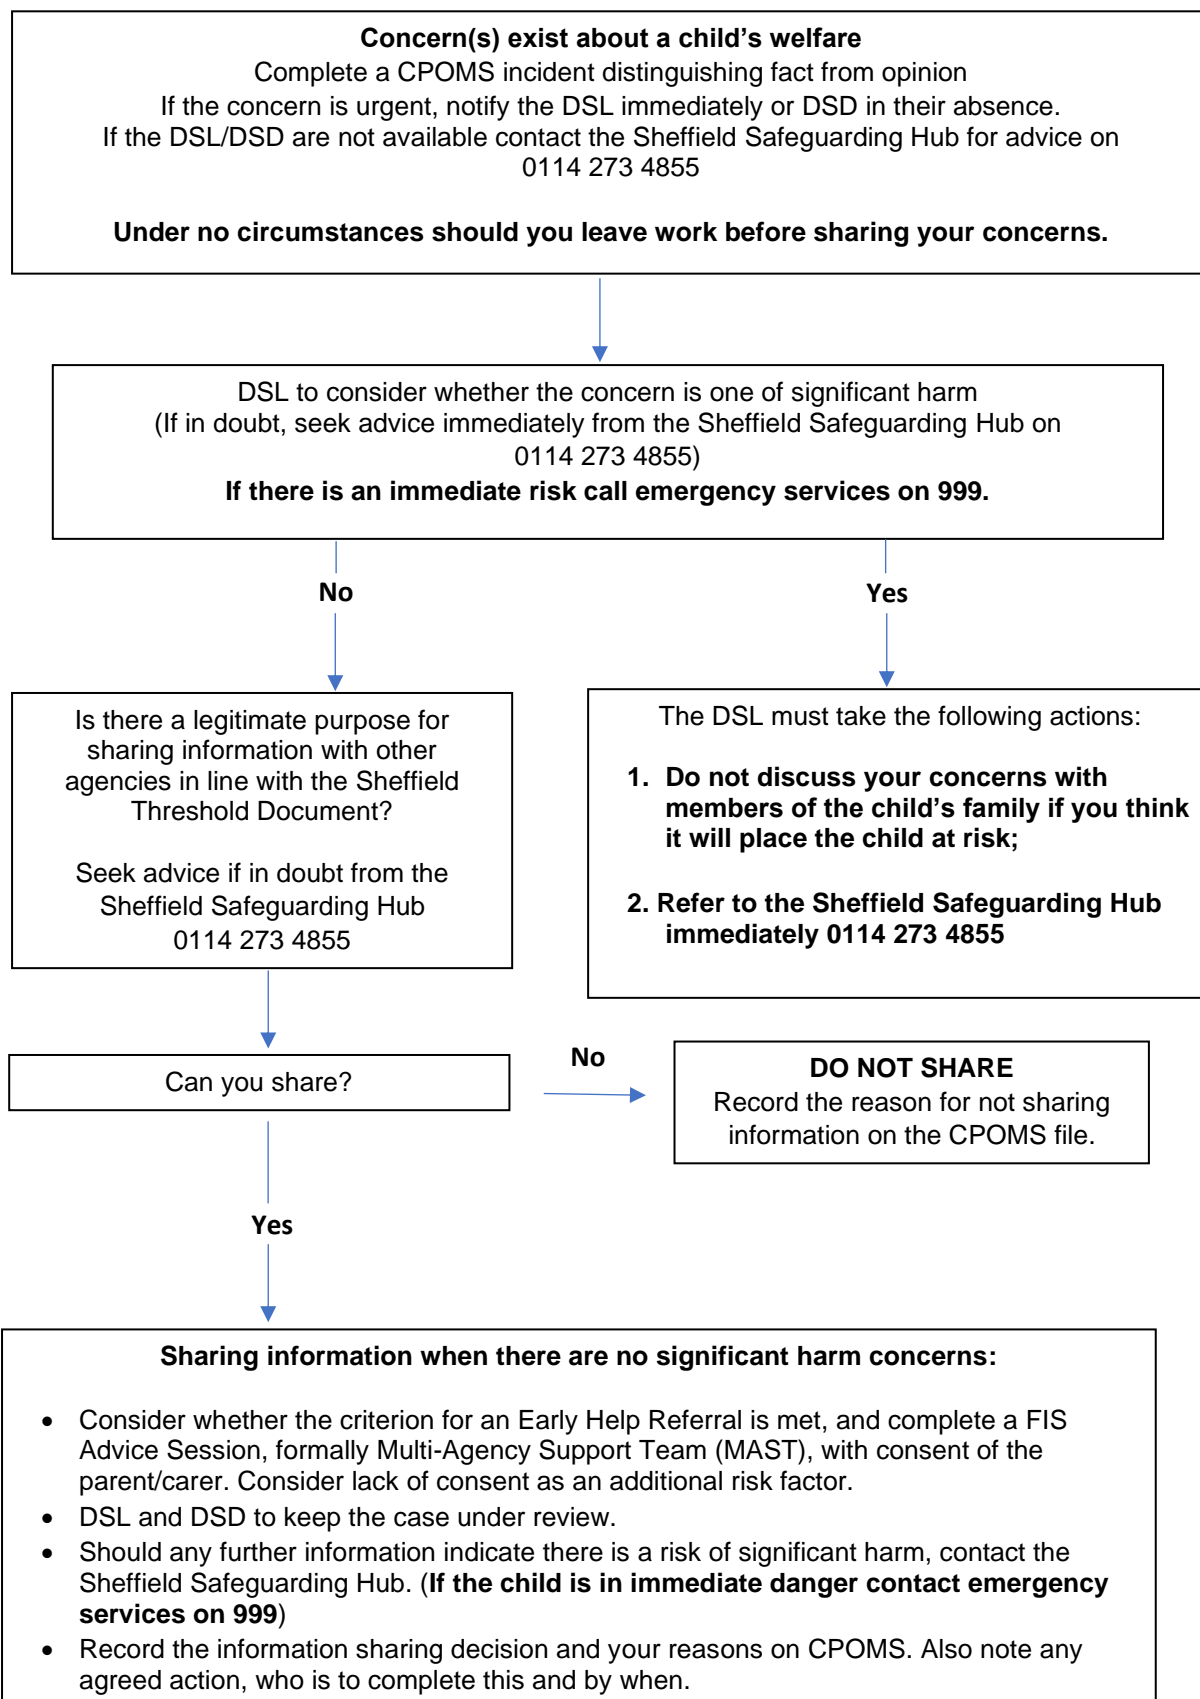 Concern(s) exist about a child’s welfare
Complete a CPOMS incident distinguishing fact from opinion
If the concern is urgent, notify the DSL immediately or DSD in their absence.
If the DSL/DSD are not available contact the Sheffield Safeguarding Hub for advice on
0114 273 4855
Under no circumstances should you leave work before sharing your concerns.
DSL to consider whether the concern is one of significant harm
(If in doubt, seek advice immediately from the Sheffield Safeguarding Hub on
0114 273 4855)
If there is an immediate risk call emergency services on 999.
No
Yes
Is there a legitimate purpose for
sharing information with other
agencies in line with the Sheffield
Threshold Document?
Seek advice if in doubt from the
Sheffield Safeguarding Hub
0114 273 4855
The DSL must take the following actions:
1. Do not discuss your concerns with
members of the child’s family if you think
it will place the child at risk;
2. Refer to the Sheffield Safeguarding Hub
immediately 0114 273 4855
Can you share?
No
DO NOT SHARE
Record the reason for not sharing
information on the CPOMS file.
Yes
Sharing information when there are no significant harm concerns:
• Consider whether the criterion for an Early Help Referral is met, and complete a FIS
Advice Session, formally Multi-Agency Support Team (MAST), with consent of the
parent/carer. Consider lack of consent as an additional risk factor.
• DSL and DSD to keep the case under review.
• Should any further information indicate there is a risk of significant harm, contact the
Sheffield Safeguarding Hub. (If the child is in immediate danger contact emergency
services on 999)
• Record the information sharing decision and your reasons on CPOMS. Also note any
agreed action, who is to complete this and by when.